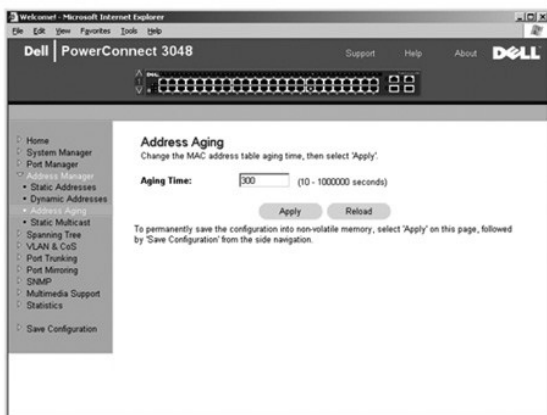 Welcome! - Microsoft Internet Explorer
File Edit View Favorites Tools Help
Dell | PowerConnect 3048
Support Help About DELL
Home
System Manager
Port Manager
Address Manager
Static Addresses
Dynamic Addresses
Address Aging
Static Multicast
Spanning Tree
VLAN & CoS
Port Trunking
Port Mirroring
SNMP
Multimedia Support
Statistics
Save Configuration
Address Aging
Change the MAC address table aging time, then select 'Apply'.
Aging Time: 300 (10 - 1000000 seconds)
Apply Reload
To permanently save the configuration into non-volatile memory, select 'Apply' on this page, followed
by 'Save Configuration' from the side navigation.